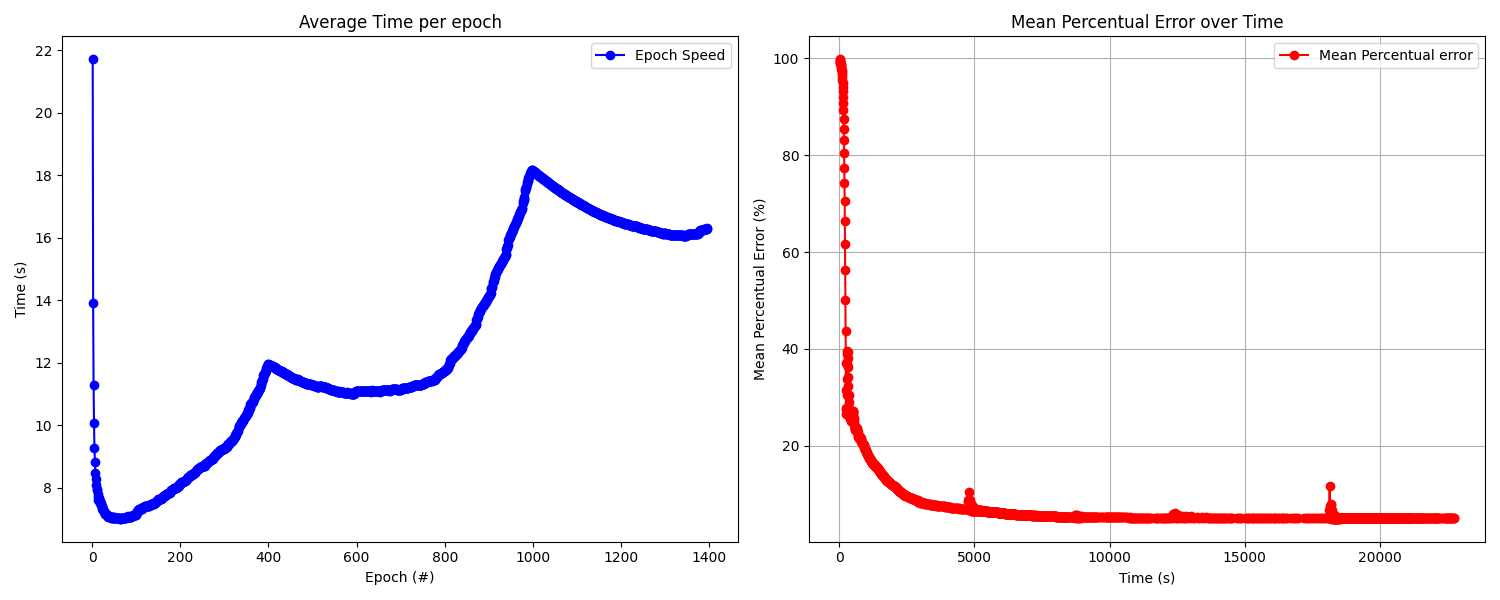 Average Time per epoch
Epoch Speed
22
20
18
16
14
12
10
8
Time (s)
0 200 400 600 800 1000 1200 1400
Epoch (#)
Mean Percentual Error over Time
Mean Percentual error
100
80
60
40
20
Mean Percentual Error (%)
0 5000 10000 15000 20000
Time (s)